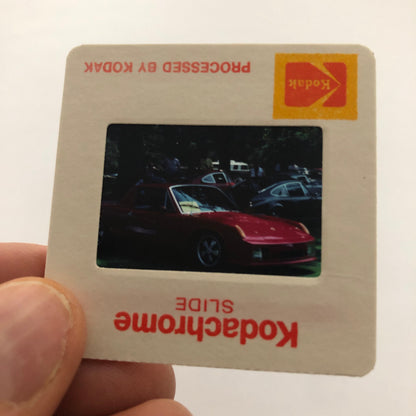 Kodachrome
SLIDE
Kodak
PROCESSED BY KODAK